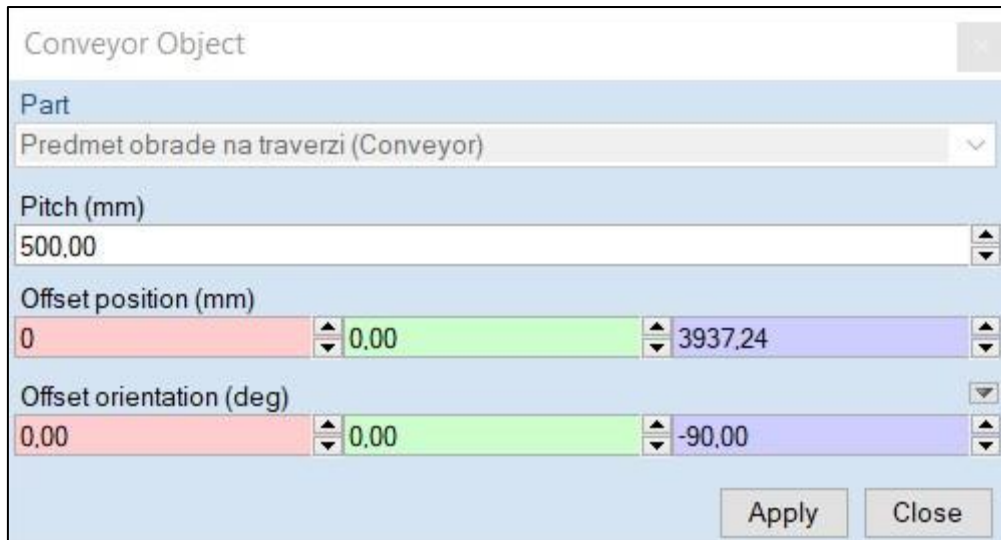 Conveyor Object
Part
Predmet obrade na traverzi (Conveyor)
Pitch (mm)
500,00
Offset position (mm)
0 0,00 3937,24
Offset orientation (deg)
0,00 0,00 -90,00
Apply Close